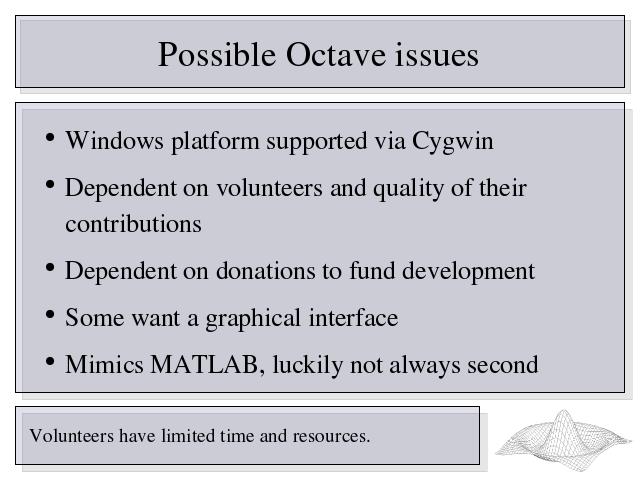 Possible Octave issues
• Windows platform supported via Cygwin
• Dependent on volunteers and quality of their
contributions
• Dependent on donations to fund development
• Some want a graphical interface
• Mimics MATLAB, luckily not always second
Volunteers have limited time and resources.